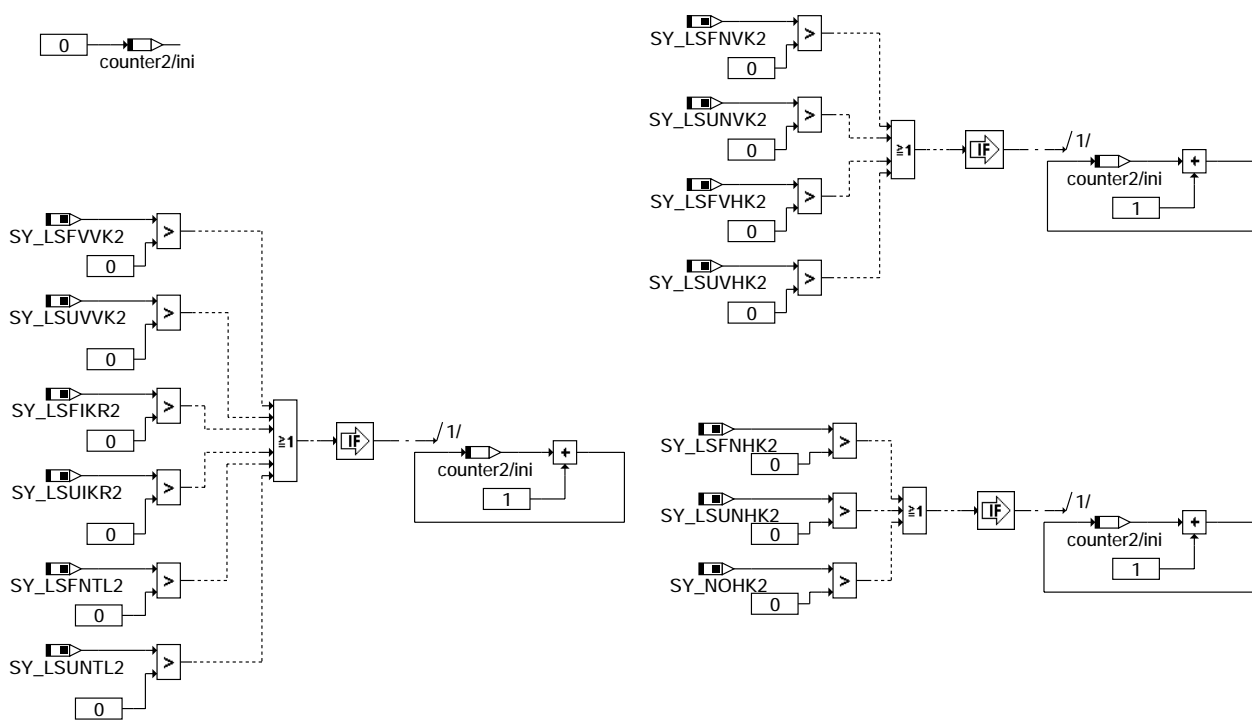 0
counter2/ini
SY_LSFVVK2
>
0
SY_LSUVVK2
>
0
SY_LSFIKR2
>
0
SY_LSUIKR2
>
0
SY_LSFNTL2
>
0
SY_LSUNTL2
>
0
≧1
IF
/1/
counter2/ini
+
1
SY_LSFNVK2
>
0
SY_LSUNVK2
>
0
SY_LSFVHK2
>
0
SY_LSUVHK2
>
0
≧1
IF
/1/
counter2/ini
+
1
SY_LSFNHK2
>
0
SY_LSUNHK2
>
0
SY_NOHK2
>
0
≧1
IF
/1/
counter2/ini
+
1